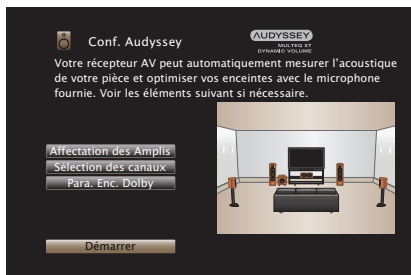 Conf. Audyssey
AUDYSSEY
MULTEQ XT
DYNAMIC VOLUME
Votre récepteur AV peut automatiquement mesurer l'acoustique
de votre pièce et optimiser vos enceintes avec le microphone
fournie. Voir les éléments suivant si nécessaire.
Affectation des Amplis
Sélection des canaux
Para. Enc. Dolby
Démarrer